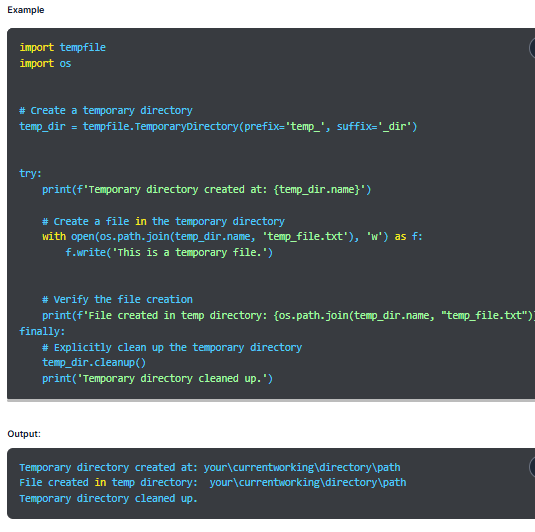 Example
import tempfile
import os
# Create a temporary directory
temp_dir = tempfile.TemporaryDirectory(prefix='temp_', suffix='_dir')
try:
    print(f'Temporary directory created at: {temp_dir.name}')
    # Create a file in the temporary directory
    with open(os.path.join(temp_dir.name, 'temp_file.txt'), 'w') as f:
        f.write('This is a temporary file.')
    # Verify the file creation
    print(f'File created in temp directory: {os.path.join(temp_dir.name, "temp_file.txt")}
finally:
    # Explicitly clean up the temporary directory
    temp_dir.cleanup()
    print('Temporary directory cleaned up.')
Output:
Temporary directory created at: your\currentworking\directory\path
File created in temp directory:  your\currentworking\directory\path
Temporary directory cleaned up.